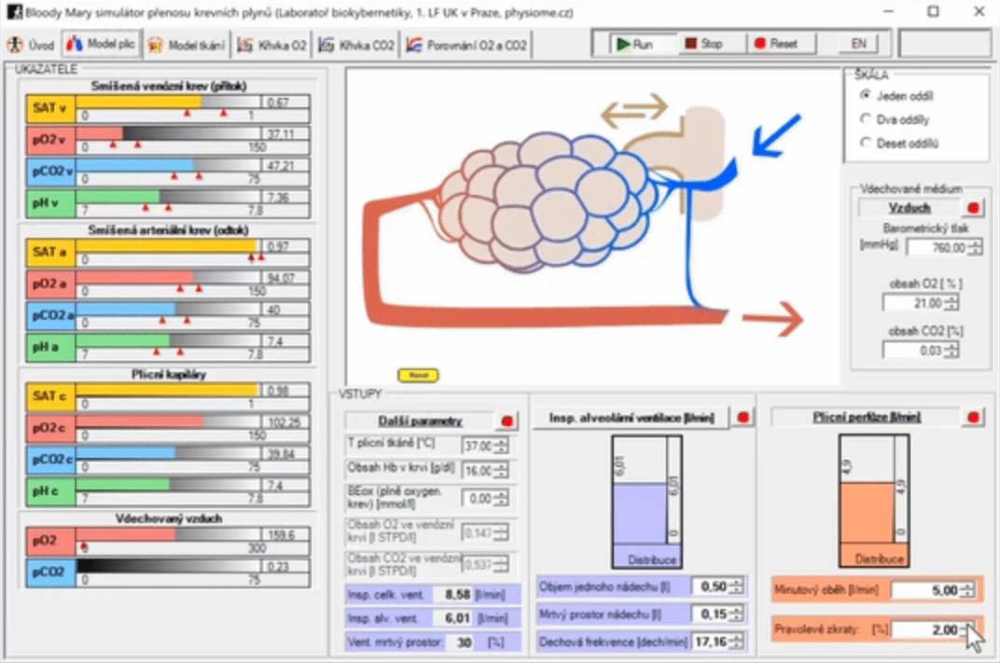 Bloody Mary simulátor přenosu krevních plynů (Laboratoř biokybernetiky, 1. LF UK v Praze, physiome.cz)
Úvod Model plic Model tkání Křivka O2 Křivka CO2 Porovnání O2 a CO2 Run Stop Reset EN
UKAZATELE
Smíšená venózní krev (přítok)
SAT v 0,67
0 1
pO2 v 37,11
0 150
pCO2 v 47,21
0 75
pH v 7,36
7 7,8
Smíšená arteriální krev (odtok)
SAT a 0,97
0
pO2 a 94,07
0 150
pCO2 a 40
0 75
pH a 7,4
7 7,8
Plicní kapiláry
SAT c 0,98
0 1
pO2 c 102,25
0 150
pCO2 c 39,84
0 75
pH c 7,4
7 7,8
Vdechovaný vzduch
pO2 159,6
0 300
pCO2 0,23
0 75
ŠKÁLA
Jeden oddíl
Dva oddíly
Deset oddílů
Vdechované médium
Vzduch
Barometrický tlak
[mmHg] 760,00
obsah O2 [ % ]
21,00
obsah CO2 [%]
0,03
VSTUPY
Další parametry
T plicní tkáně [°C] 37,00
Obsah Hb v krvi [g/dl] 16,00
BEox (plně oxygen.
krev) [mmol/l] 0,00
Obsah O2 ve venózní
krvi [l STPD/l] 0,147
Obsah CO2 ve venózní
krvi [l STPD/l] 0,537
Insp. celk. vent. 8,58 [l/min]
Insp. alv. vent. 6,01 [l/min]
Vent. mrtvý prostor: 30 [%]
Insp. alveolární ventilace [l/min]
6,01
6,01
0
Distribuce
Objem jednoho nádechu [l] 0,50
Mrtvý prostor nádechu [l] 0,15
Dechová frekvence [dech/min] 17,16
Plicní perfúze [l/min]
4,9
4,9
0
Distribuce
Minutový oběh [l/min] 5,00
Pravolevé zkraty: [%] 2,00